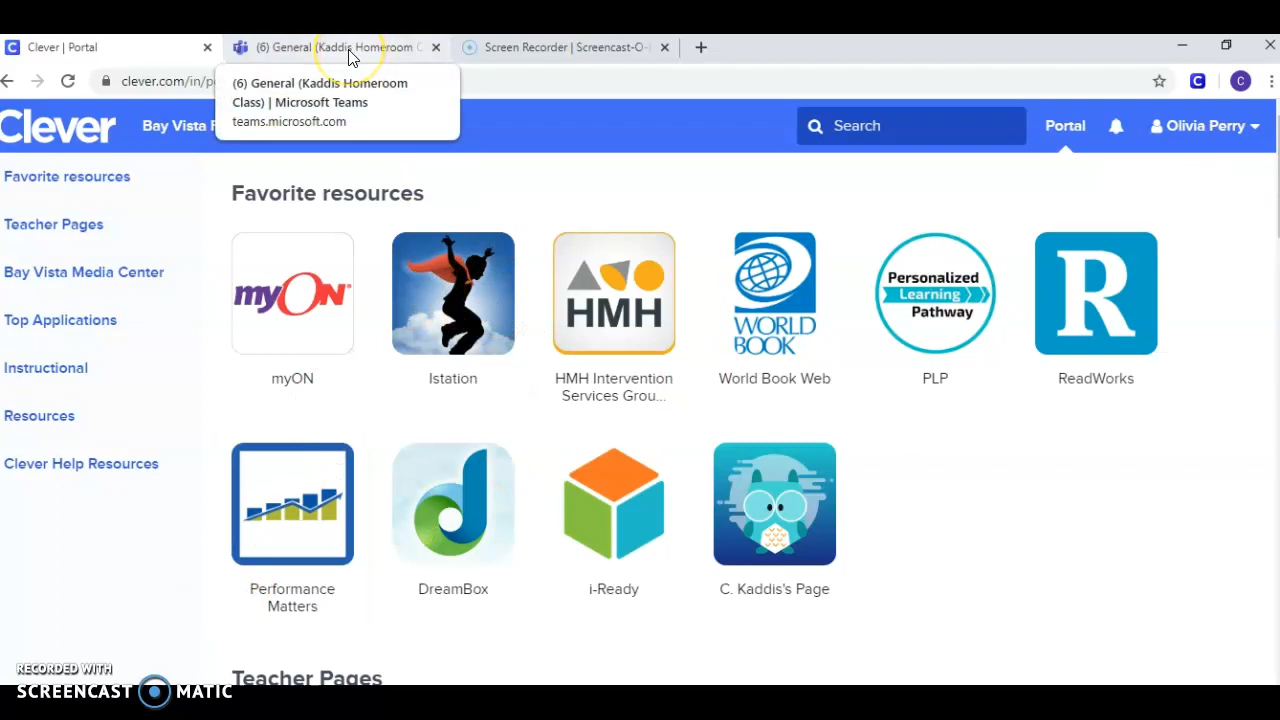 Clever | Portal
(6) General (Kaddis Homeroom C
Screen Recorder | Screencast-O-
clever.com/in/p
(6) General (Kaddis Homeroom
Class) | Microsoft Teams
teams.microsoft.com
Clever
Bay Vista F
Search
Portal
Olivia Perry
Favorite resources
Teacher Pages
Bay Vista Media Center
Top Applications
Instructional
Resources
Clever Help Resources
Favorite resources
myON
HMH
WORLD
BOOK
Personalized
Learning
Pathway
R
myON
Istation
HMH Intervention
Services Grou...
World Book Web
PLP
ReadWorks
Performance
Matters
DreamBox
i-Ready
C. Kaddis's Page
Teacher Pages
RECORDED WITH
SCREENCAST MATIC